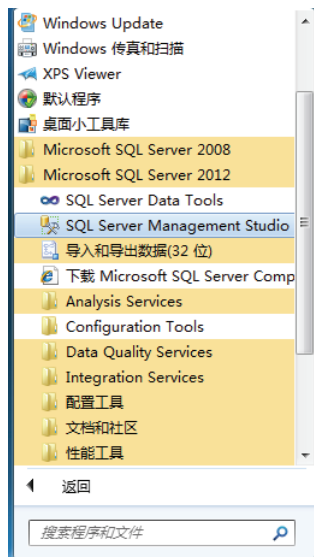 Windows Update
Windows 传真和扫描
XPS Viewer
默认程序
桌面小工具库
Microsoft SQL Server 2008
Microsoft SQL Server 2012
SQL Server Data Tools
SQL Server Management Studio
导入和导出数据(32 位)
下载 Microsoft SQL Server Comp
Analysis Services
Configuration Tools
Data Quality Services
Integration Services
配置工具
文档和社区
性能工具
返回
搜索程序和文件